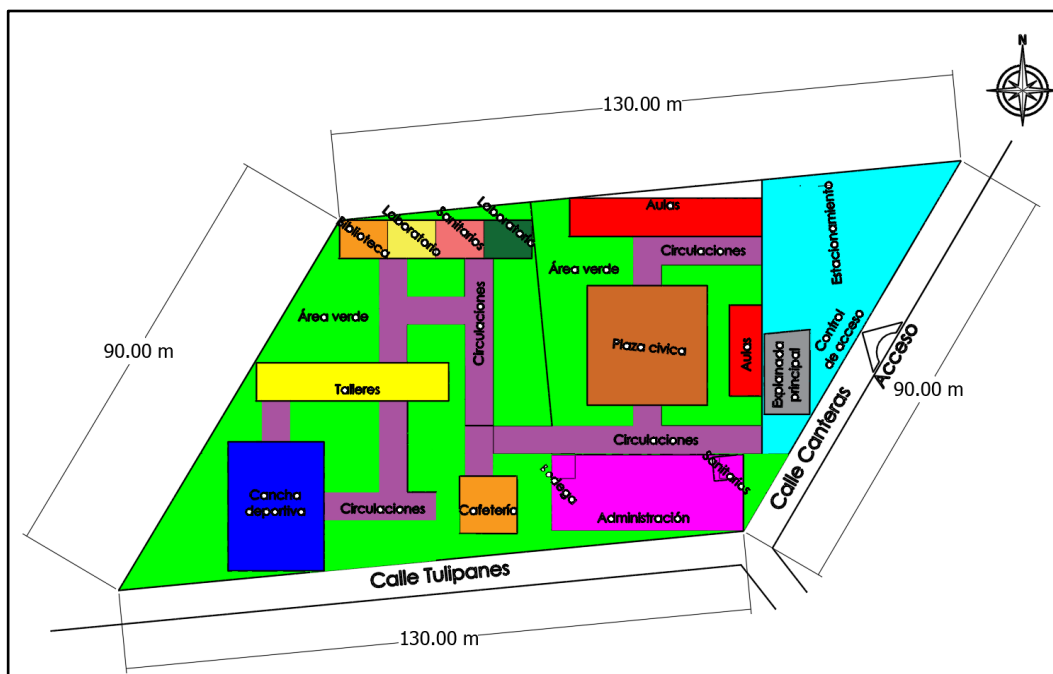 N
130.00 m
90.00 m
Biblioteca
Laboratorio
Sanitarios
Laboratorio
Aulas
Circulaciones
Estacionamiento
Área verde
Área verde
Circulaciones
Plaza cívica
Aulas
Explanada
principal
Control
de acceso
Acceso
90.00 m
Talleres
Circulaciones
Calle Canteras
Cancha
deportiva
Circulaciones
Cafetería
Bodega
Sanitarios
Administración
Calle Tulipanes
130.00 m